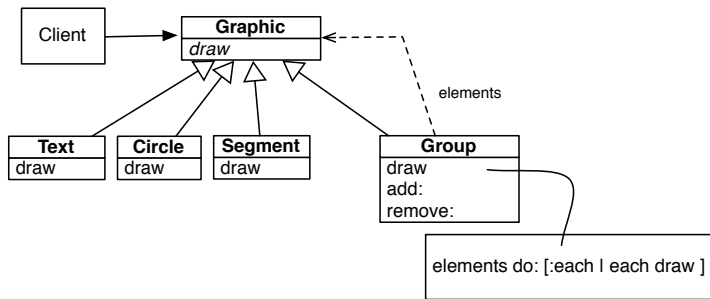 Client
Graphic
draw
elements
Text
draw
Circle
draw
Segment
draw
Group
draw
add:
remove:
elements do: [:each | each draw ]